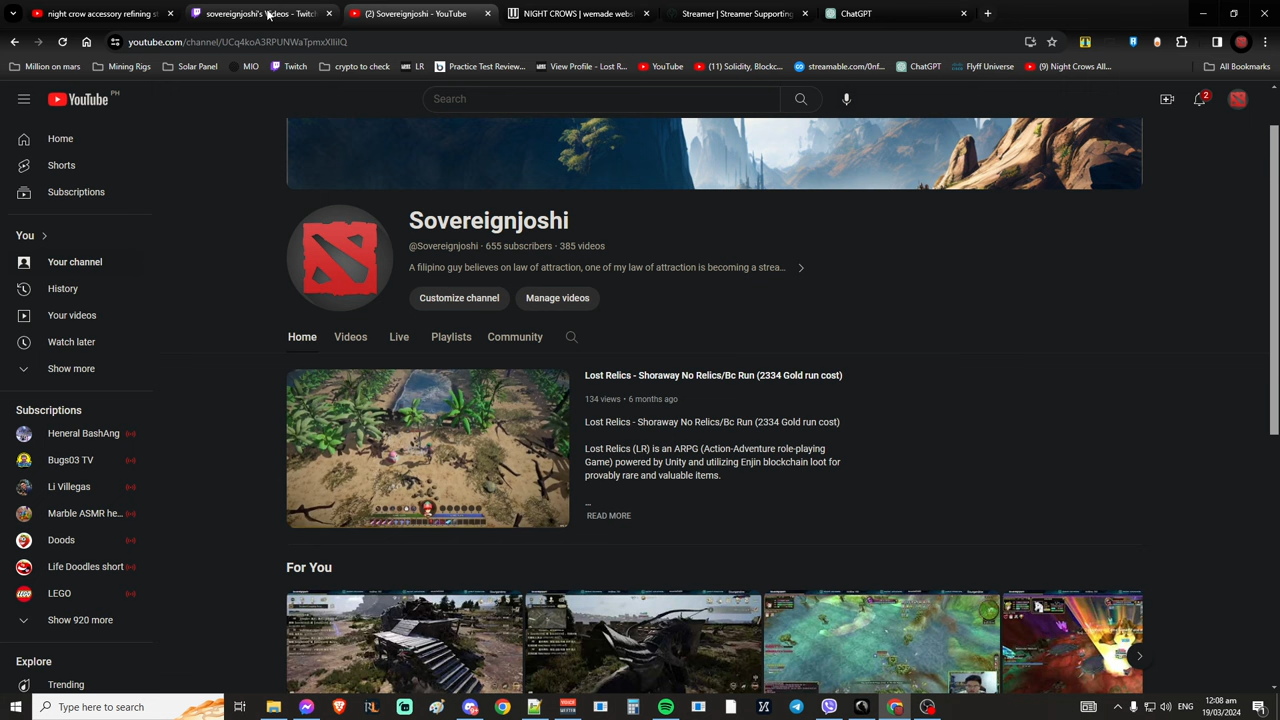 night crow accessory refining st
sovereignjoshi's Videos - Twitch
(2) Sovereignjoshi - YouTube
NIGHT CROWS | wemade webs
Streamer | Streamer Supporting
ChatGPT
youtube.com/channel/UCq4koA3RPUNWaTpmxXIIilQ
Million on mars
Mining Rigs
Solar Panel
MIO
Twitch
crypto to check
LR
Practice Test Review...
View Profile - Lost R...
YouTube
(11) Solidity, Blockc...
streamable.com/0nf...
ChatGPT
Flyff Universe
(9) Night Crows Al...
All Bookmarks
YouTube PH
Search
2
Home
Shorts
Subscriptions
You
Your channel
History
Your videos
Watch later
Show more
Subscriptions
Heneral BashAng
Bugs03 TV
Li Villegas
Marble ASMR he...
Doods
Life Doodles short
LEGO
Show 920 more
Explore
Trending
Sovereignjoshi
@Sovereignjoshi · 655 subscribers · 385 videos
A filipino guy believes on law of attraction, one of my law of attraction is becoming a strea...
Customize channel
Manage videos
Home
Videos
Live
Playlists
Community
Lost Relics - Shoraway No Relics/Bc Run (2334 Gold run cost)
134 views • 6 months ago
Lost Relics - Shoraway No Relics/Bc Run (2334 Gold run cost)
Lost Relics (LR) is an ARPG (Action-Adventure role-playing
Game) powered by Unity and utilizing Enjin blockchain loot for
provably rare and valuable items.
...
READ MORE
For You
Type here to search
ENG
12:08 am
19/03/2024